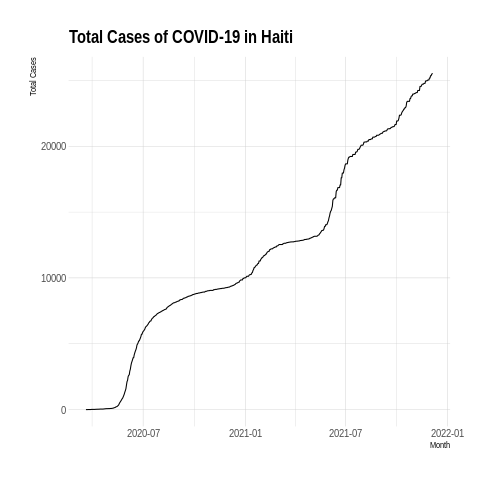 Total Cases of COVID-19 in Haiti
Total Cases
20000
10000
0
2020-07
2021-01
2021-07
2022-01
Month